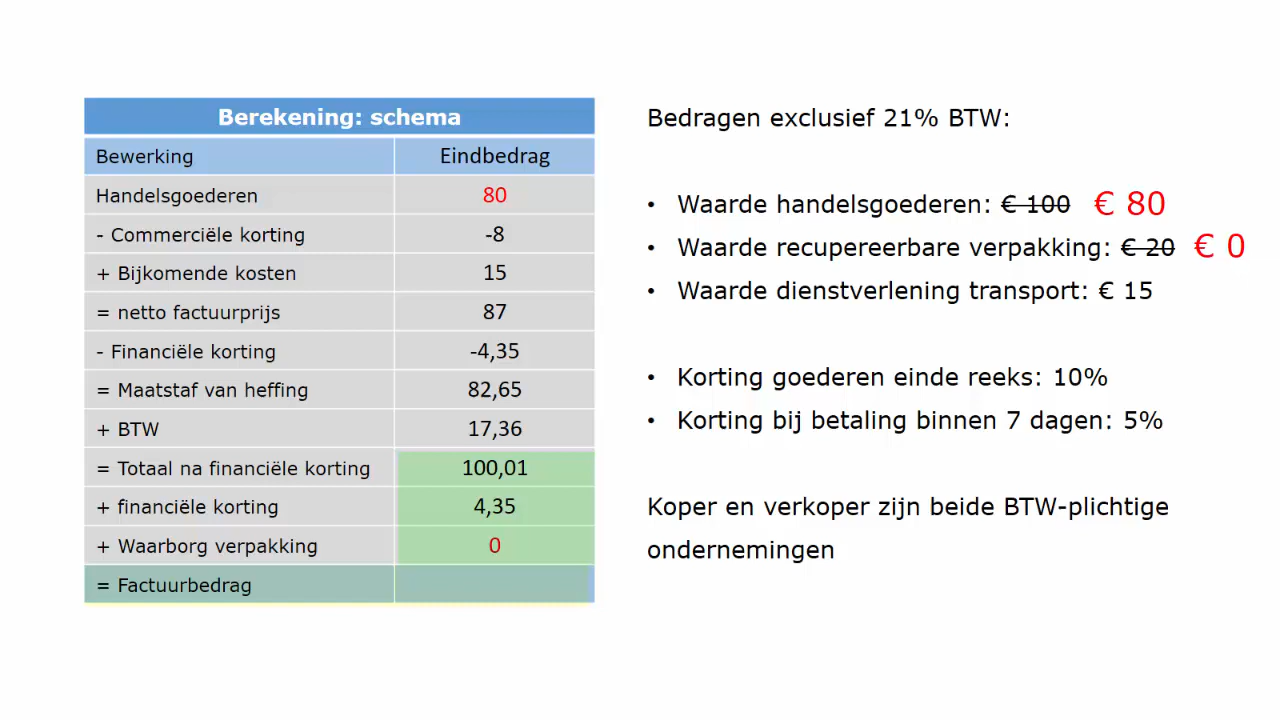 Berekening: schema
Bewerking Eindbedrag
Handelsgoederen 80
- Commerciële korting -8
+ Bijkomende kosten 15
= netto factuurprijs 87
- Financiële korting -4,35
= Maatstaf van heffing 82,65
+ BTW 17,36
= Totaal na financiële korting 100,01
+ financiële korting 4,35
+ Waarborg verpakking 0
= Factuurbedrag
Bedragen exclusief 21% BTW:
• Waarde handelsgoederen: € 100 € 80
• Waarde recupereerbare verpakking: € 20 € 0
• Waarde dienstverlening transport: € 15
• Korting goederen einde reeks: 10%
• Korting bij betaling binnen 7 dagen: 5%
Koper en verkoper zijn beide BTW-plichtige
ondernemingen